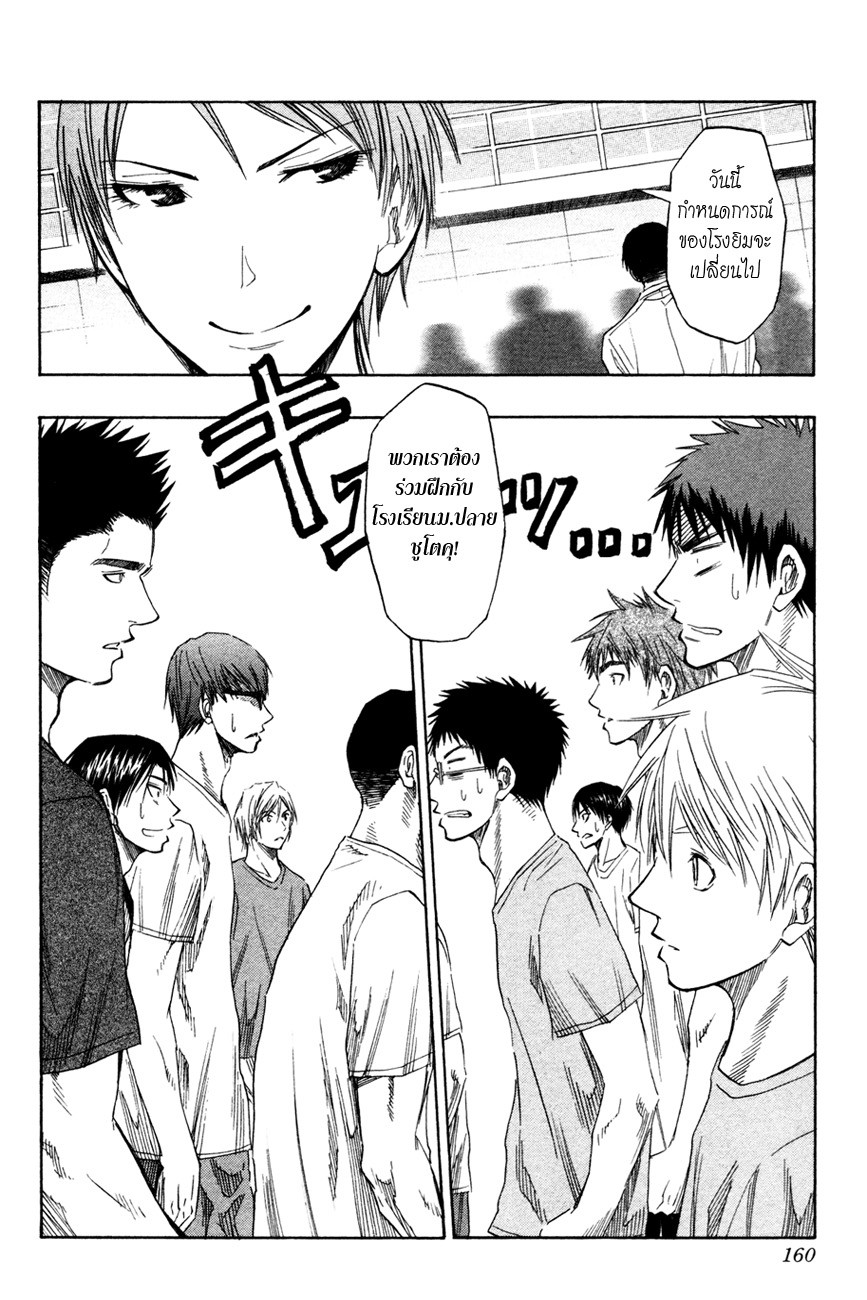 วันนี้
กำหนดการณ์
ของโรงยิมจะ
เปลี่ยนไป
พวกเราต้อง
ร่วมฝึกกับ
โรงเรียนม.ปลาย
ชูโตคุ!
160